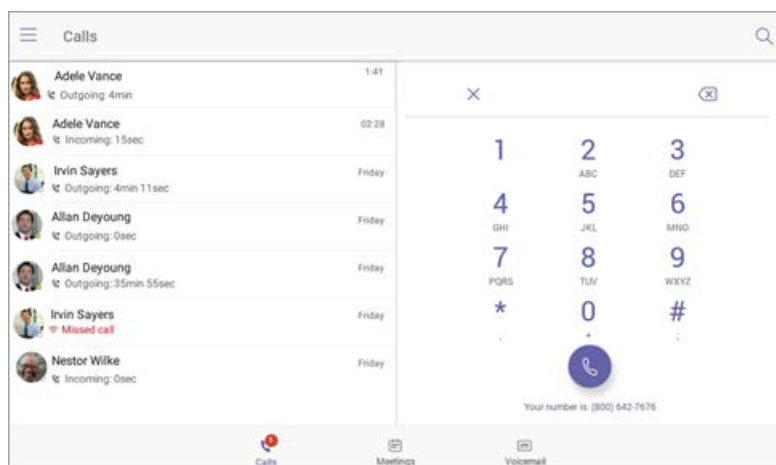 Calls
Adele Vance 1:41
Outgoing: 4min
Adele Vance 02:28
Incoming: 15sec
Irvin Sayers Friday
Outgoing: 4min 11sec
Allan Deyoung Friday
Outgoing: 0sec
Allan Deyoung Friday
Outgoing: 35min 55sec
Irvin Sayers Friday
Missed call
Nestor Wilke Friday
Incoming: 0sec
1 2 3
ABC DEF
4 5 6
GHI JKL MNO
7 8 9
PQRS TUV WXYZ
* 0 #
, + ;
Your number is: (800) 642-7676
1
Calls Meetings Voicemail